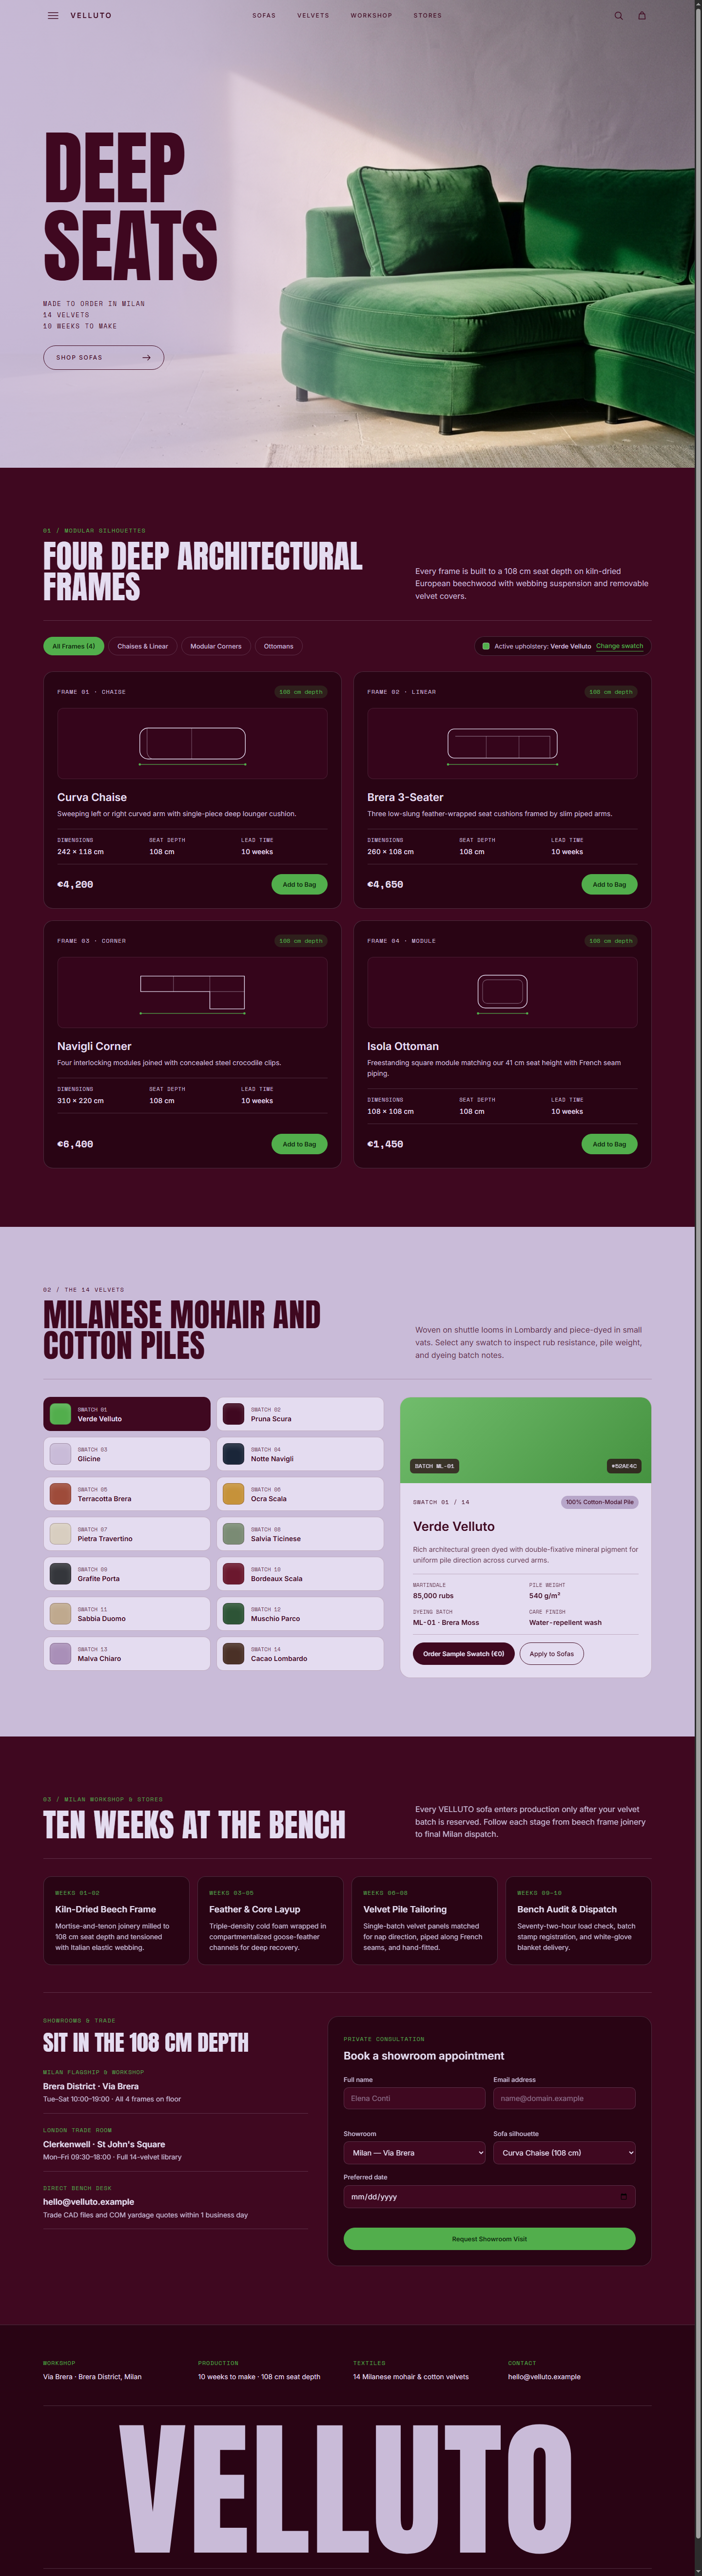 VELLUTO
SOFAS
VELVETS
WORKSHOP
STORES
DEEP
SEATS
MADE TO ORDER IN MILAN
14 VELVETS
10 WEEKS TO MAKE
SHOP SOFAS
01 / MODULAR SILHOUETTES
FOUR DEEP ARCHITECTURAL
FRAMES
Every frame is built to a 108 cm seat depth on kiln-dried
European beechwood with webbing suspension and removable
velvet covers.
All Frames (4)
Chaises & Linear
Modular Corners
Ottomans
Active upholstery: Verde Velluto Change swatch
FRAME 01 · CHAISE
108 cm depth
Curva Chaise
Sweeping left or right curved arm with single-piece deep lounger cushion.
DIMENSIONS
242 × 118 cm
SEAT DEPTH
108 cm
LEAD TIME
10 weeks
€4,200
Add to Bag
FRAME 02 · LINEAR
108 cm depth
Brera 3-Seater
Three low-slung feather-wrapped seat cushions framed by slim piped arms.
DIMENSIONS
260 × 108 cm
SEAT DEPTH
108 cm
LEAD TIME
10 weeks
€4,650
Add to Bag
FRAME 03 · CORNER
108 cm depth
Navigli Corner
Four interlocking modules joined with concealed steel crocodile clips.
DIMENSIONS
310 × 220 cm
SEAT DEPTH
108 cm
LEAD TIME
10 weeks
€6,400
Add to Bag
FRAME 04 · MODULE
108 cm depth
Isola Ottoman
Freestanding square module matching our 41 cm seat height with French seam
piping.
DIMENSIONS
108 × 108 cm
SEAT DEPTH
108 cm
LEAD TIME
10 weeks
€1,450
Add to Bag
02 / THE 14 VELVETS
MILANESE MOHAIR AND
COTTON PILES
Woven on shuttle looms in Lombardy and piece-dyed in small
vats. Select any swatch to inspect rub resistance, pile weight,
and dyeing batch notes.
SWATCH 01
Verde Velluto
SWATCH 02
Pruna Scura
SWATCH 03
Glicine
SWATCH 04
Notte Navigli
SWATCH 05
Terracotta Brera
SWATCH 06
Ocra Scala
SWATCH 07
Pietra Travertino
SWATCH 08
Salvia Ticinese
SWATCH 09
Grafite Porta
SWATCH 10
Bordeaux Scala
SWATCH 11
Sabbia Duomo
SWATCH 12
Muschio Parco
SWATCH 13
Malva Chiaro
SWATCH 14
Cacao Lombardo
BATCH ML-01
#52AE4C
SWATCH 01 / 14
100% Cotton-Modal Pile
Verde Velluto
Rich architectural green dyed with double-fixative mineral pigment for
uniform pile direction across curved arms.
MARTINDALE
85,000 rubs
PILE WEIGHT
540 g/m²
DYEING BATCH
ML-01 · Brera Moss
CARE FINISH
Water-repellent wash
Order Sample Swatch (€0)
Apply to Sofas
03 / MILAN WORKSHOP & STORES
TEN WEEKS AT THE BENCH
Every VELLUTO sofa enters production only after your velvet
batch is reserved. Follow each stage from beech frame joinery
to final Milan dispatch.
WEEKS 01–02
Kiln-Dried Beech Frame
Mortise-and-tenon joinery milled to
108 cm seat depth and tensioned
with Italian elastic webbing.
WEEKS 03–05
Feather & Core Layup
Triple-density cold foam wrapped in
compartmentalized goose-feather
channels for deep recovery.
WEEKS 06–08
Velvet Pile Tailoring
Single-batch velvet panels matched
for nap direction, piped along French
seams, and hand-fitted.
WEEKS 09–10
Bench Audit & Dispatch
Seventy-two-hour load check, batch
stamp registration, and white-glove
blanket delivery.
SHOWROOMS & TRADE
SIT IN THE 108 CM DEPTH
MILAN FLAGSHIP & WORKSHOP
Brera District · Via Brera
Tue–Sat 10:00–19:00 · All 4 frames on floor
LONDON TRADE ROOM
Clerkenwell · St John's Square
Mon–Fri 09:30–18:00 · Full 14-velvet library
DIRECT BENCH DESK
hello@velluto.example
Trade CAD files and COM yardage quotes within 1 business day
PRIVATE CONSULTATION
Book a showroom appointment
Full name
Elena Conti
Email address
name@domain.example
Showroom
Milan — Via Brera
Sofa silhouette
Curva Chaise (108 cm)
Preferred date
mm/dd/yyyy
Request Showroom Visit
WORKSHOP
Via Brera · Brera District, Milan
PRODUCTION
10 weeks to make · 108 cm seat depth
TEXTILES
14 Milanese mohair & cotton velvets
CONTACT
hello@velluto.example
VELLUTO